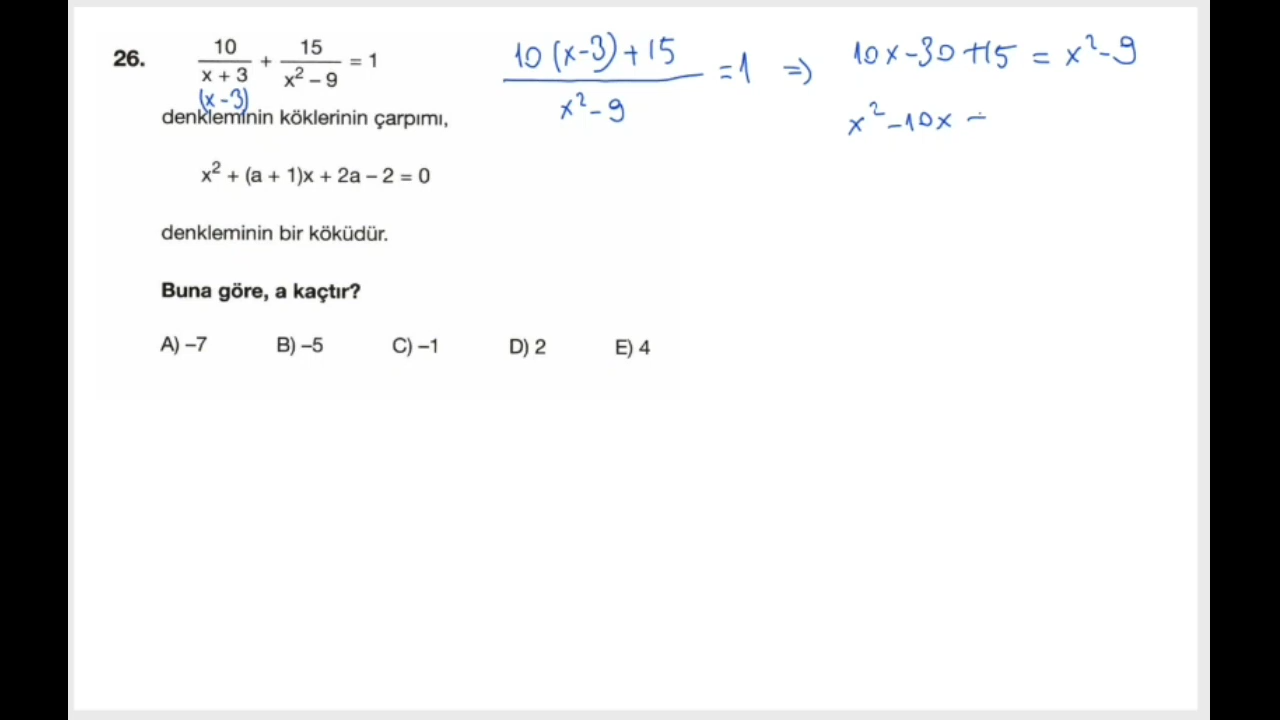 26. 10/(x + 3) + 15/(x² – 9) = 1
(x-3)
denkleminin köklerinin çarpımı,
x² + (a + 1)x + 2a – 2 = 0
denkleminin bir köküdür.
Buna göre, a kaçtır?
A) –7 B) –5 C) –1 D) 2 E) 4
(10(x-3)+15)/(x²-9) = 1 ⇒ 10x-30+15 = x²-9
x²-10x -